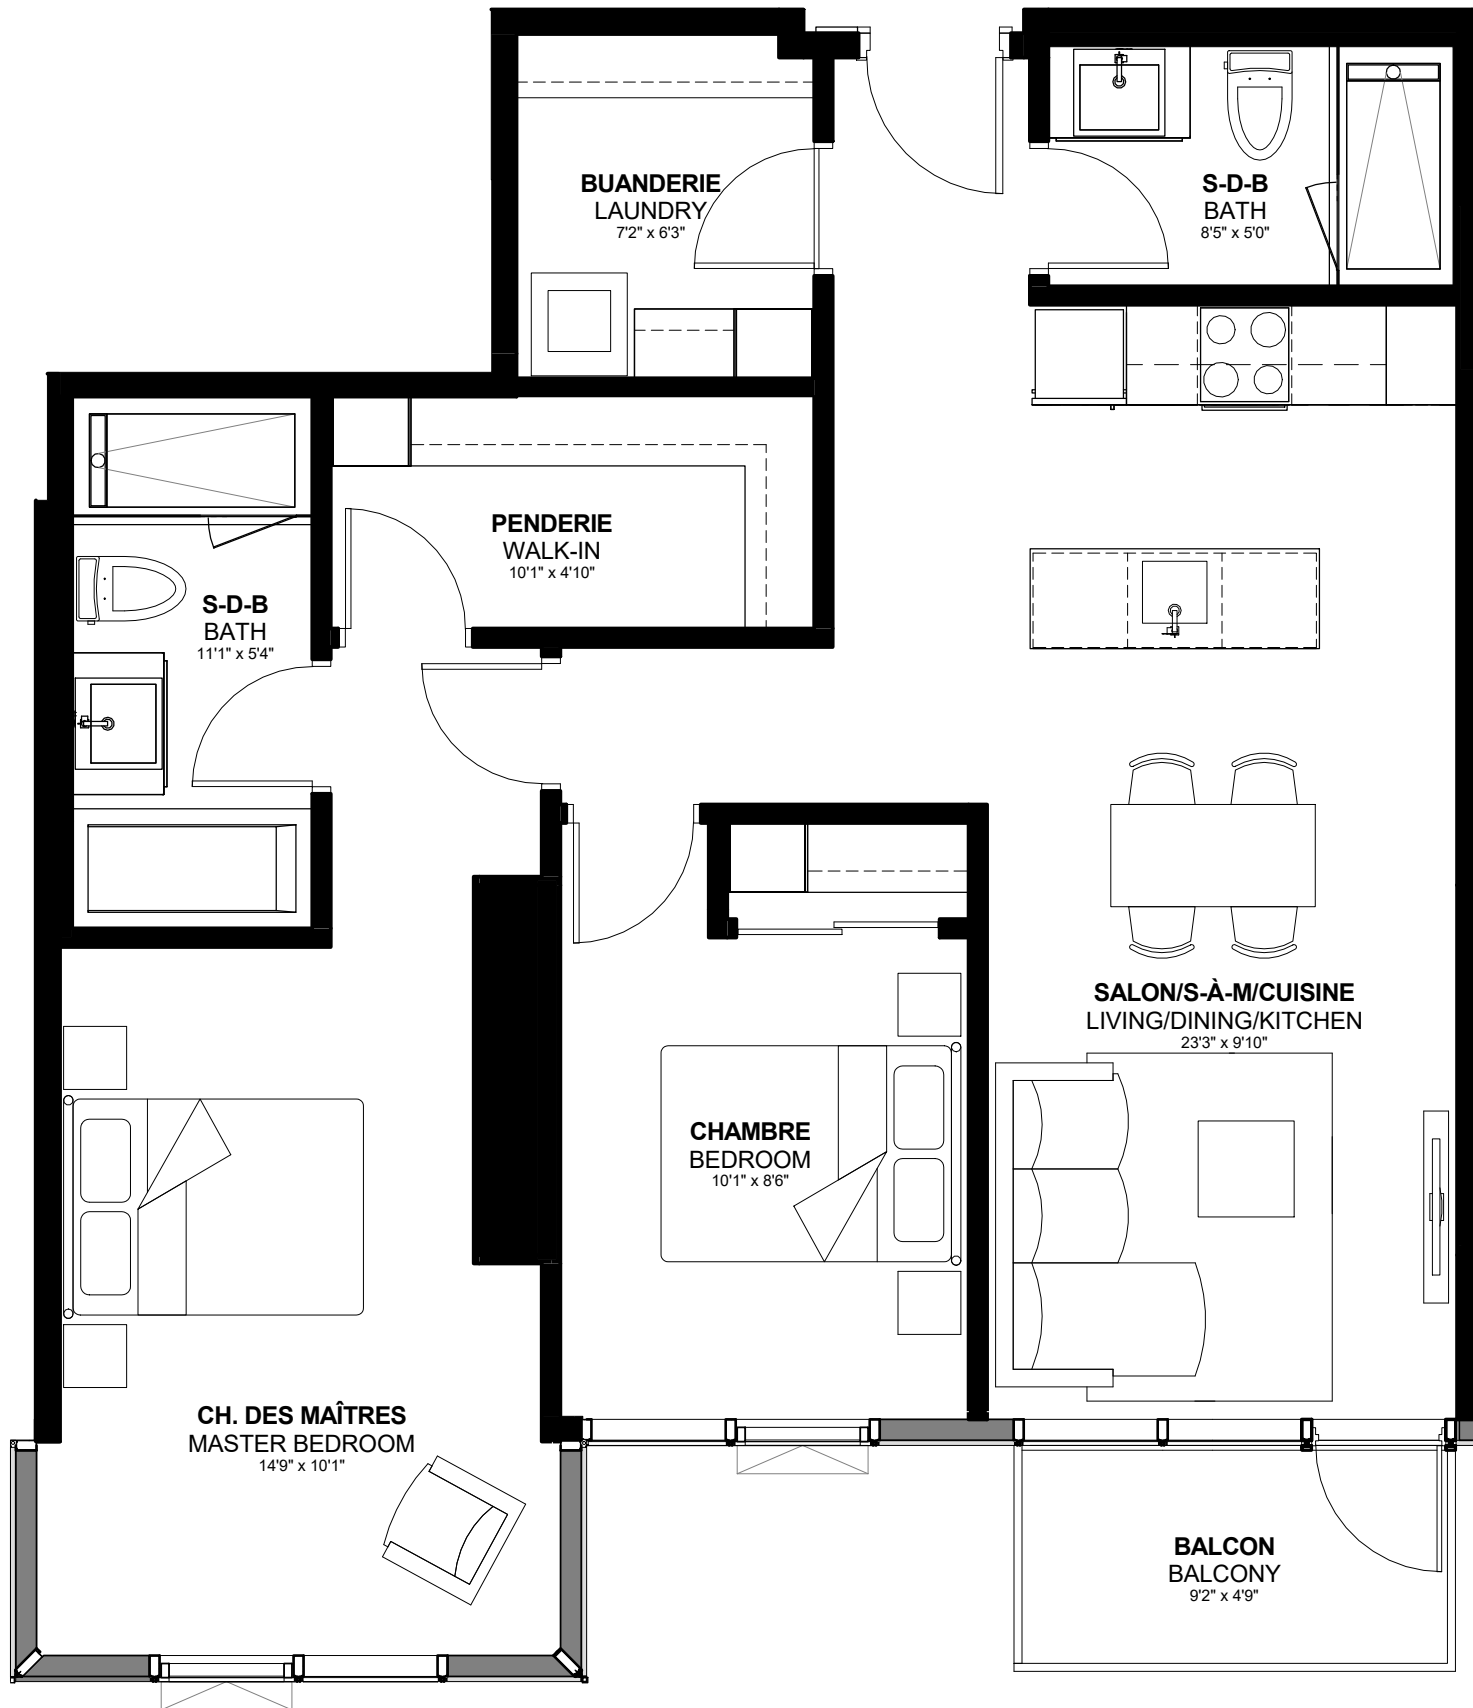 BUANDERIE
LAUNDRY
7'2" x 6'3"
S-D-B
BATH
8'5" x 5'0"
PENDERIE
WALK-IN
10'1" x 4'10"
S-D-B
BATH
11'1" x 5'4"
SALON/S-À-M/CUISINE
LIVING/DINING/KITCHEN
23'3" x 9'10"
CHAMBRE
BEDROOM
10'1" x 8'6"
CH. DES MAÎTRES
MASTER BEDROOM
14'9" x 10'1"
BALCON
BALCONY
9'2" x 4'9"